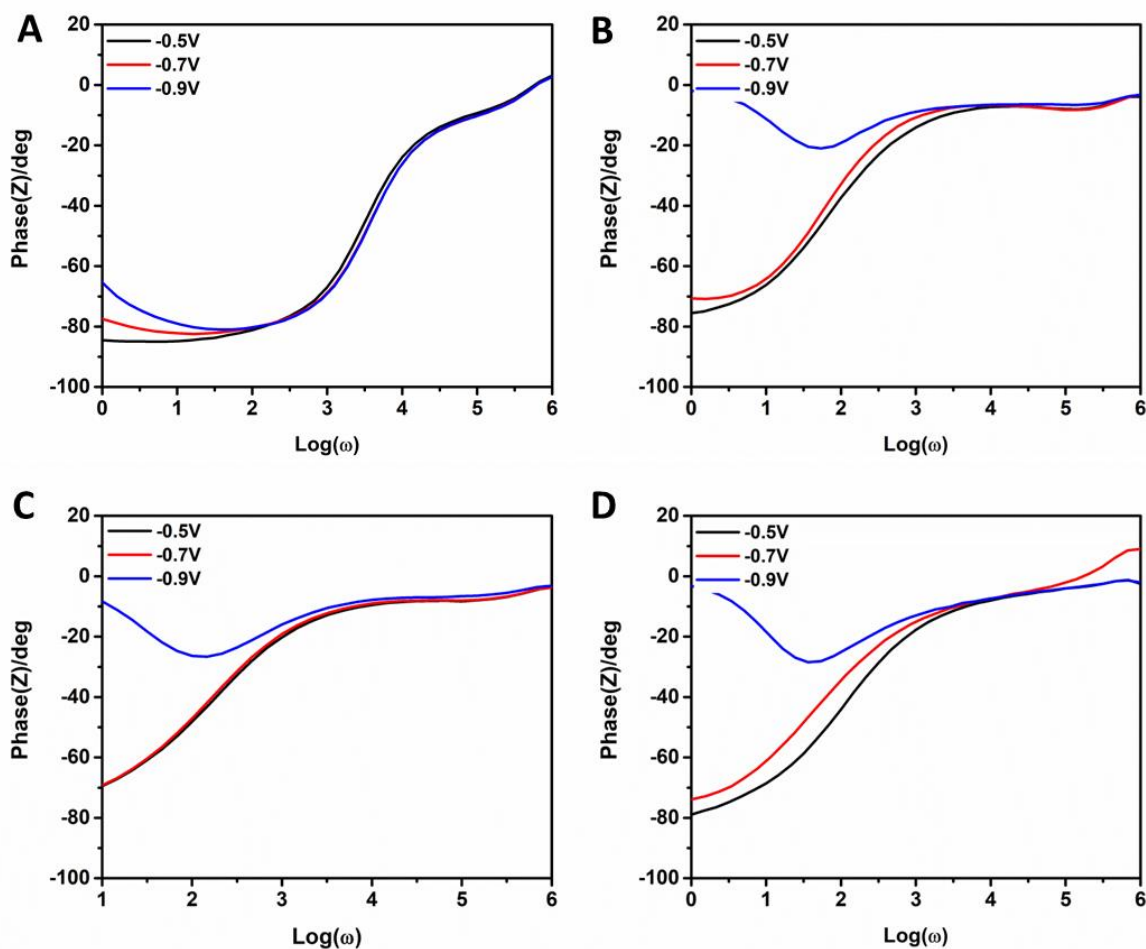 A
-0.5V
-0.7V
-0.9V
20
0
-20
-40
-60
-80
-100
Phase(Z)/deg
0 1 2 3 4 5 6
Log(ω)
B
-0.5V
-0.7V
-0.9V
20
0
-20
-40
-60
-80
-100
Phase(Z)/deg
0 1 2 3 4 5 6
Log(ω)
C
-0.5V
-0.7V
-0.9V
20
0
-20
-40
-60
-80
-100
Phase(Z)/deg
1 2 3 4 5 6
Log(ω)
D
-0.5V
-0.7V
-0.9V
20
0
-20
-40
-60
-80
-100
Phase(Z)/deg
0 1 2 3 4 5 6
Log(ω)